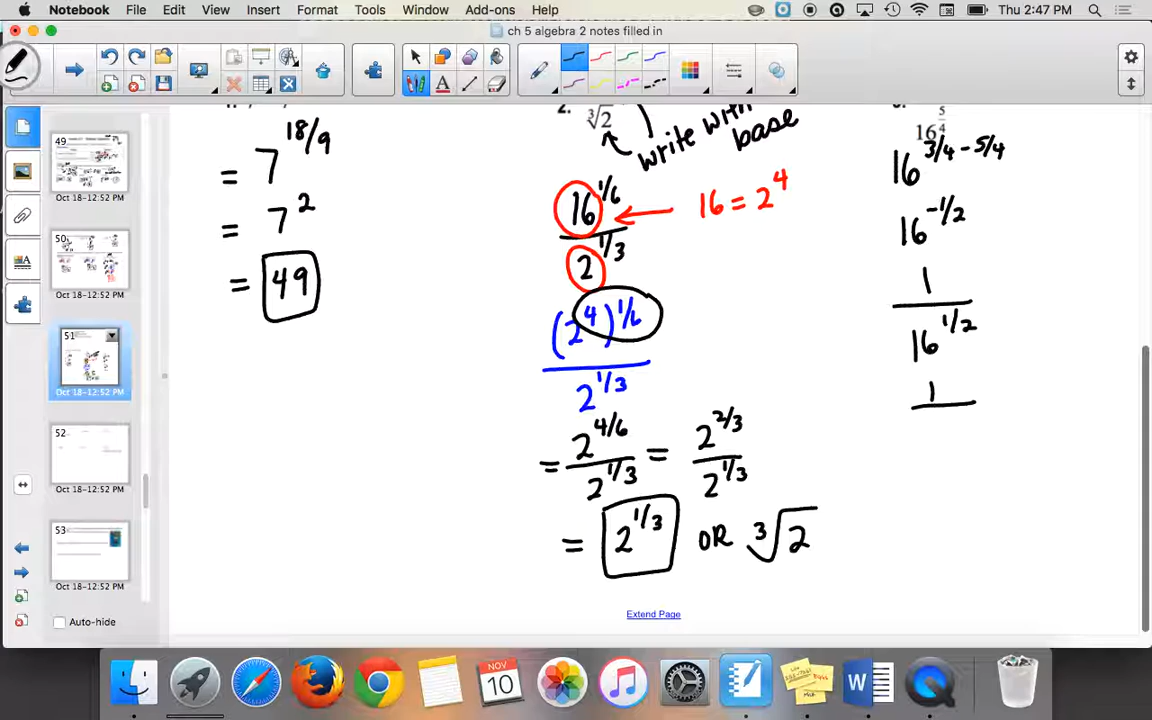 Notebook File Edit View Insert Format Tools Window Add-ons Help Thu 2:47 PM
ch 5 algebra 2 notes filled in
49
Oct 18-12:52 PM
50
Oct 18-12:52 PM
51
Oct 18-12:52 PM
52
Oct 18-12:52 PM
53
Oct 18-12:52 PM
Auto-hide
7^18/9
= 7^2
= 49
∛2
write with
base
16^1/6
2^1/3
16 = 2^4
(2^4)^1/6
2^1/3
= 2^4/6 / 2^1/3 = 2^2/3 / 2^1/3
= 2^1/3 OR ∛2
16^5/4
16^3/4 - 5/4
16^-1/2
1
16^1/2
1
Extend Page
NOV
10
W